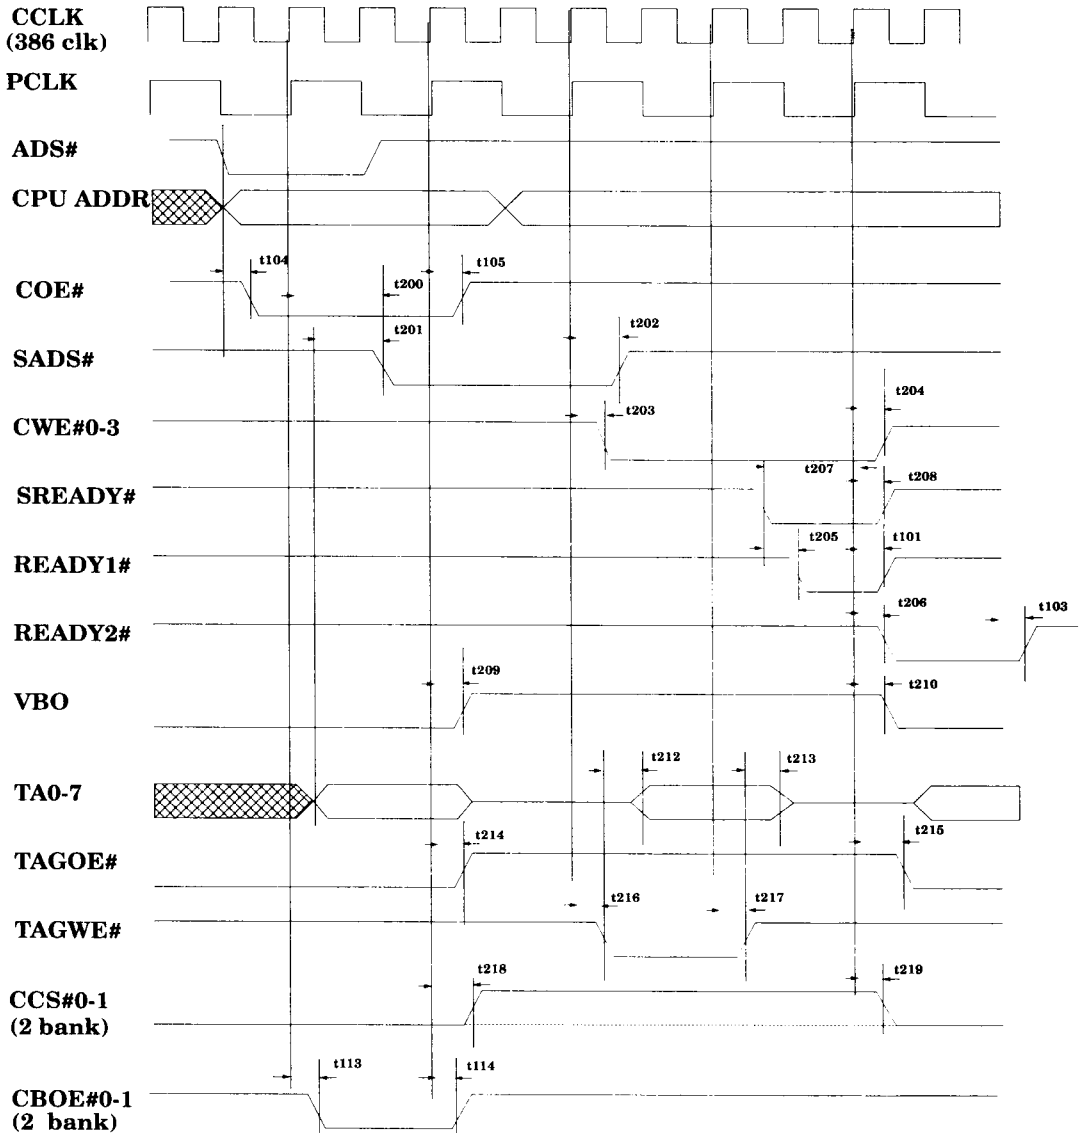 CCLK
(386 clk)
PCLK
ADS#
CPU ADDR
t104
t105
COE#
t200
t201
t202
SADS#
t204
t203
CWE#0-3
t207
t208
SREADY#
t205
t101
READY1#
t206
t103
READY2#
t209
t210
VBO
t212
t213
TA0-7
t214
t215
TAGOE#
t216
t217
TAGWE#
t218
t219
CCS#0-1
(2 bank)
t113
t114
CBOE#0-1
(2 bank)